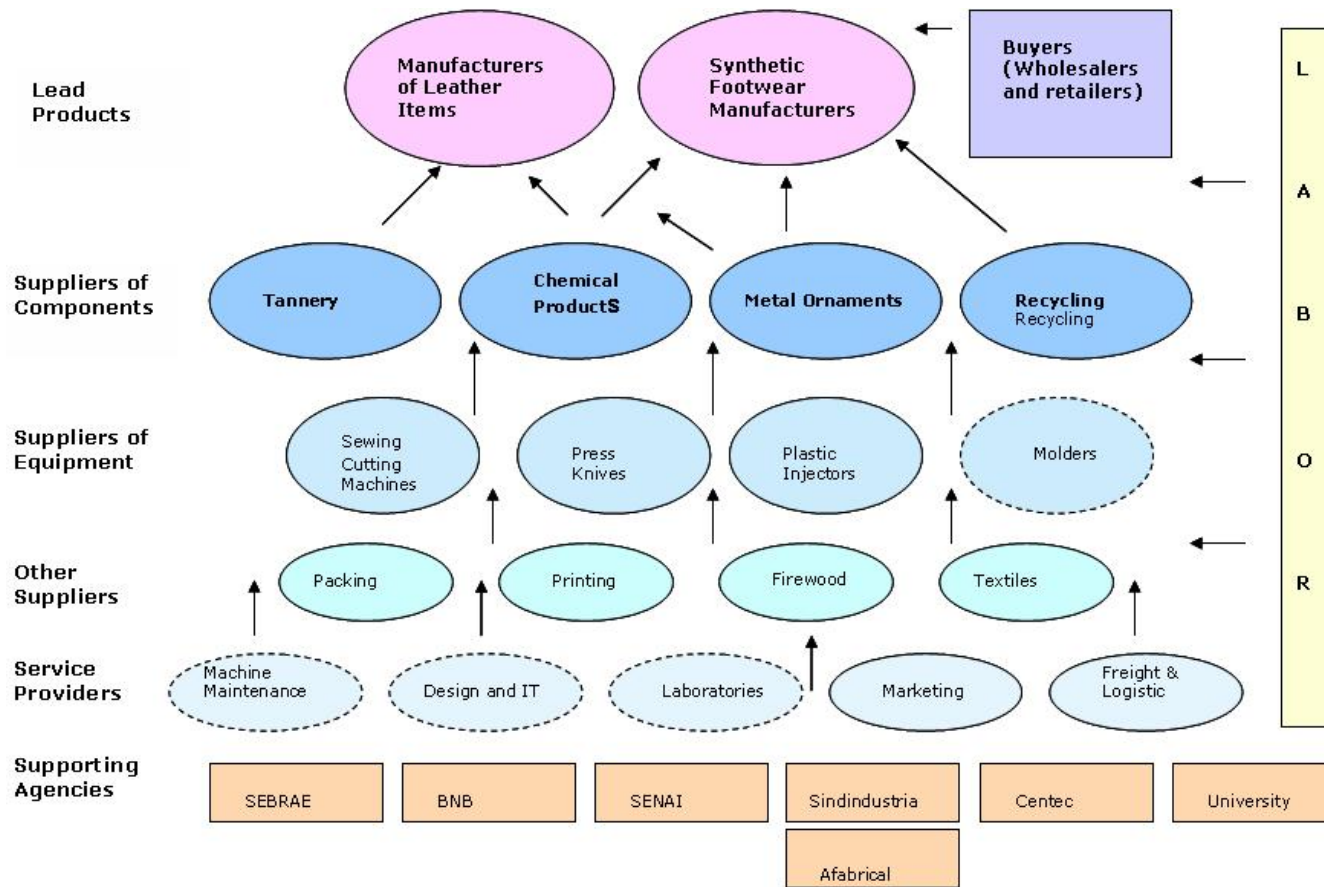 Lead
Products
Manufacturers
of Leather
Items
Synthetic
Footwear
Manufacturers
Buyers
(Wholesalers
and retailers)
L
A
B
O
R
Suppliers of
Components
Tannery
Chemical
ProductS
Metal Ornaments
Recycling
Recycling
Suppliers of
Equipment
Sewing
Cutting
Machines
Press
Knives
Plastic
Injectors
Molders
Other
Suppliers
Packing
Printing
Firewood
Textiles
Service
Providers
Machine
Maintenance
Design and IT
Laboratories
Marketing
Freight &
Logistic
Supporting
Agencies
SEBRAE
BNB
SENAI
Sindindustria
Centec
University
Afabrical